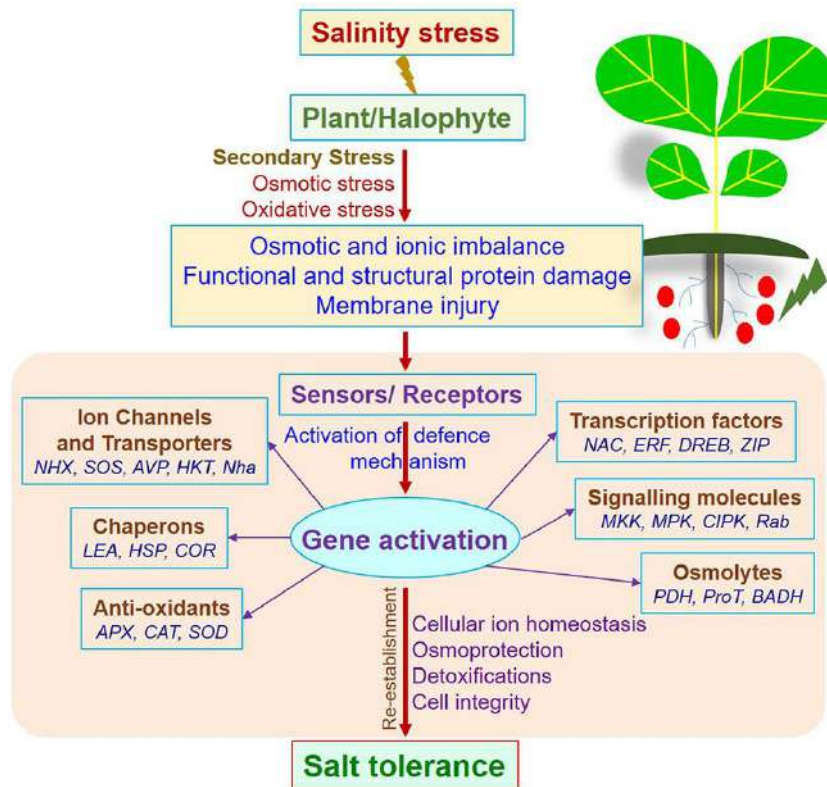 Salinity stress
Plant/Halophyte
Secondary Stress
Osmotic stress
Oxidative stress
Osmotic and ionic imbalance
Functional and structural protein damage
Membrane injury
Sensors/ Receptors
Activation of defence
mechanism
Ion Channels
and Transporters
NHX, SOS, AVP, HKT, Nha
Chaperons
LEA, HSP, COR
Anti-oxidants
APX, CAT, SOD
Gene activation
Transcription factors
NAC, ERF, DREB, ZIP
Signalling molecules
MKK, MPK, CIPK, Rab
Osmolytes
PDH, ProT, BADH
Re-establishment
Cellular ion homeostasis
Osmoprotection
Detoxifications
Cell integrity
Salt tolerance